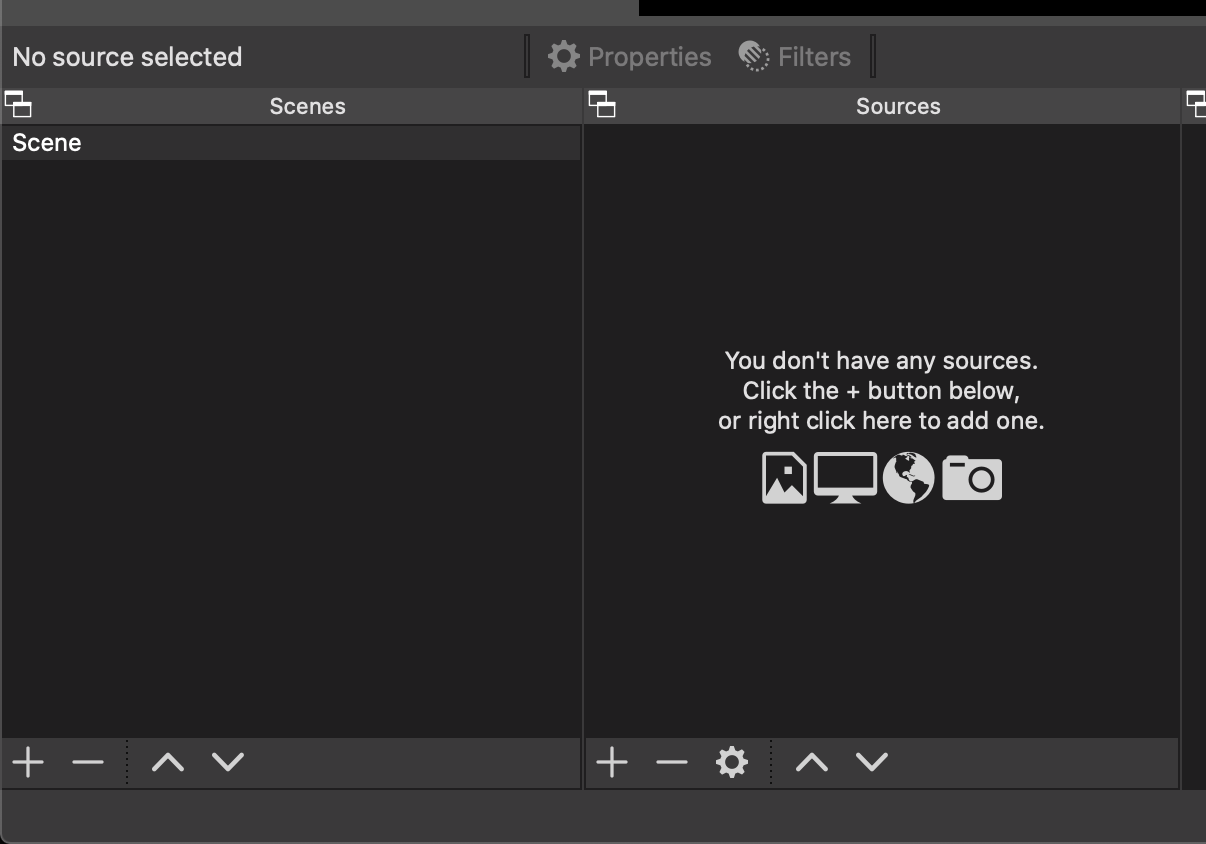 No source selected
Properties
Filters
Scenes
Sources
Scene
You don't have any sources.
Click the + button below,
or right click here to add one.